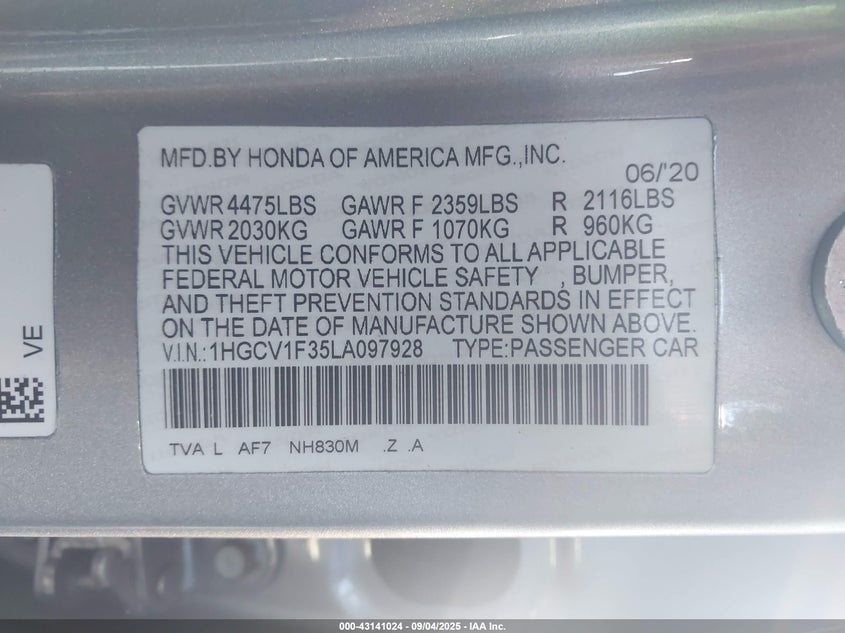 MFD.BY HONDA OF AMERICA MFG.,INC.
06/'20
GVWR 4475LBS GAWR F 2359LBS R 2116LBS
GVWR 2030KG GAWR F 1070KG R 960KG
THIS VEHICLE CONFORMS TO ALL APPLICABLE
FEDERAL MOTOR VEHICLE SAFETY , BUMPER,
AND THEFT PREVENTION STANDARDS IN EFFECT
ON THE DATE OF MANUFACTURE SHOWN ABOVE.
V.I.N.:1HGCV1F35LA097928 TYPE:PASSENGER CAR
TVA L AF7 NH830M .Z .A
VE
000-43141024 | 09/04/2025 - IAA Inc.